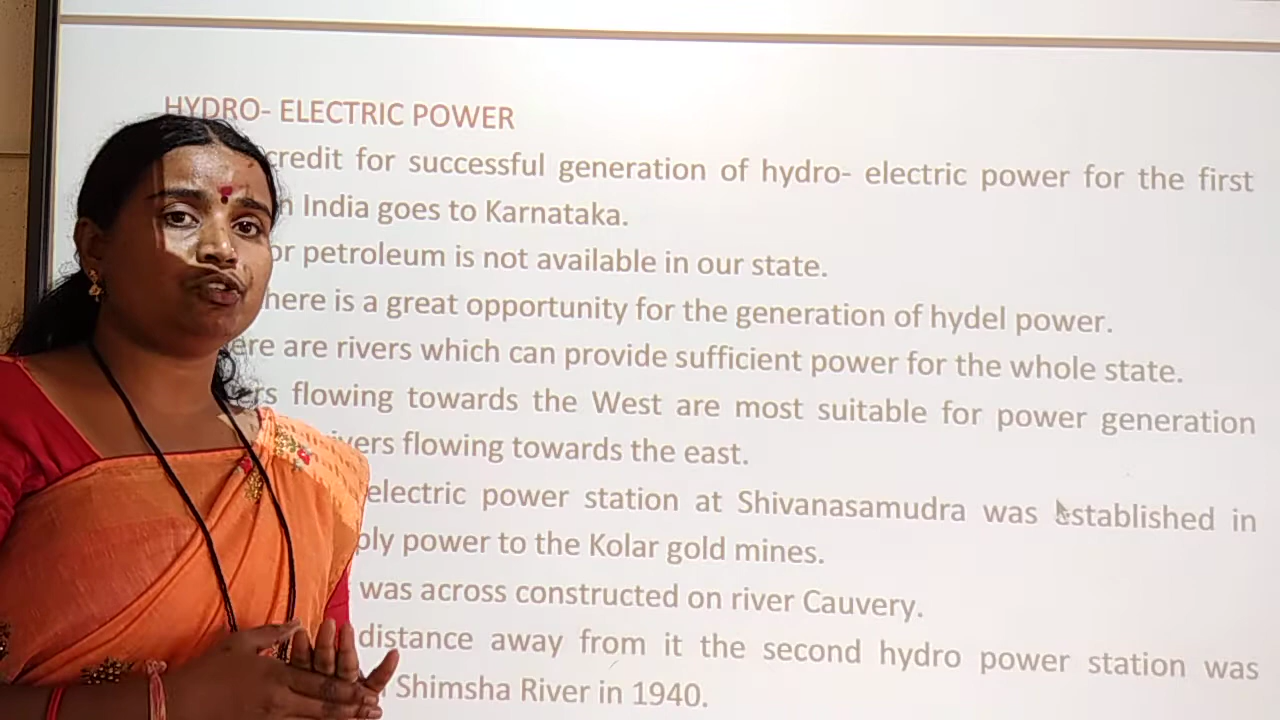 HYDRO- ELECTRIC POWER
credit for successful generation of hydro- electric power for the first
India goes to Karnataka.
or petroleum is not available in our state.
here is a great opportunity for the generation of hydel power.
ere are rivers which can provide sufficient power for the whole state.
rs flowing towards the West are most suitable for power generation
ivers flowing towards the east.
electric power station at Shivanasamudra was established in
ply power to the Kolar gold mines.
was across constructed on river Cauvery.
distance away from it the second hydro power station was
Shimsha River in 1940.